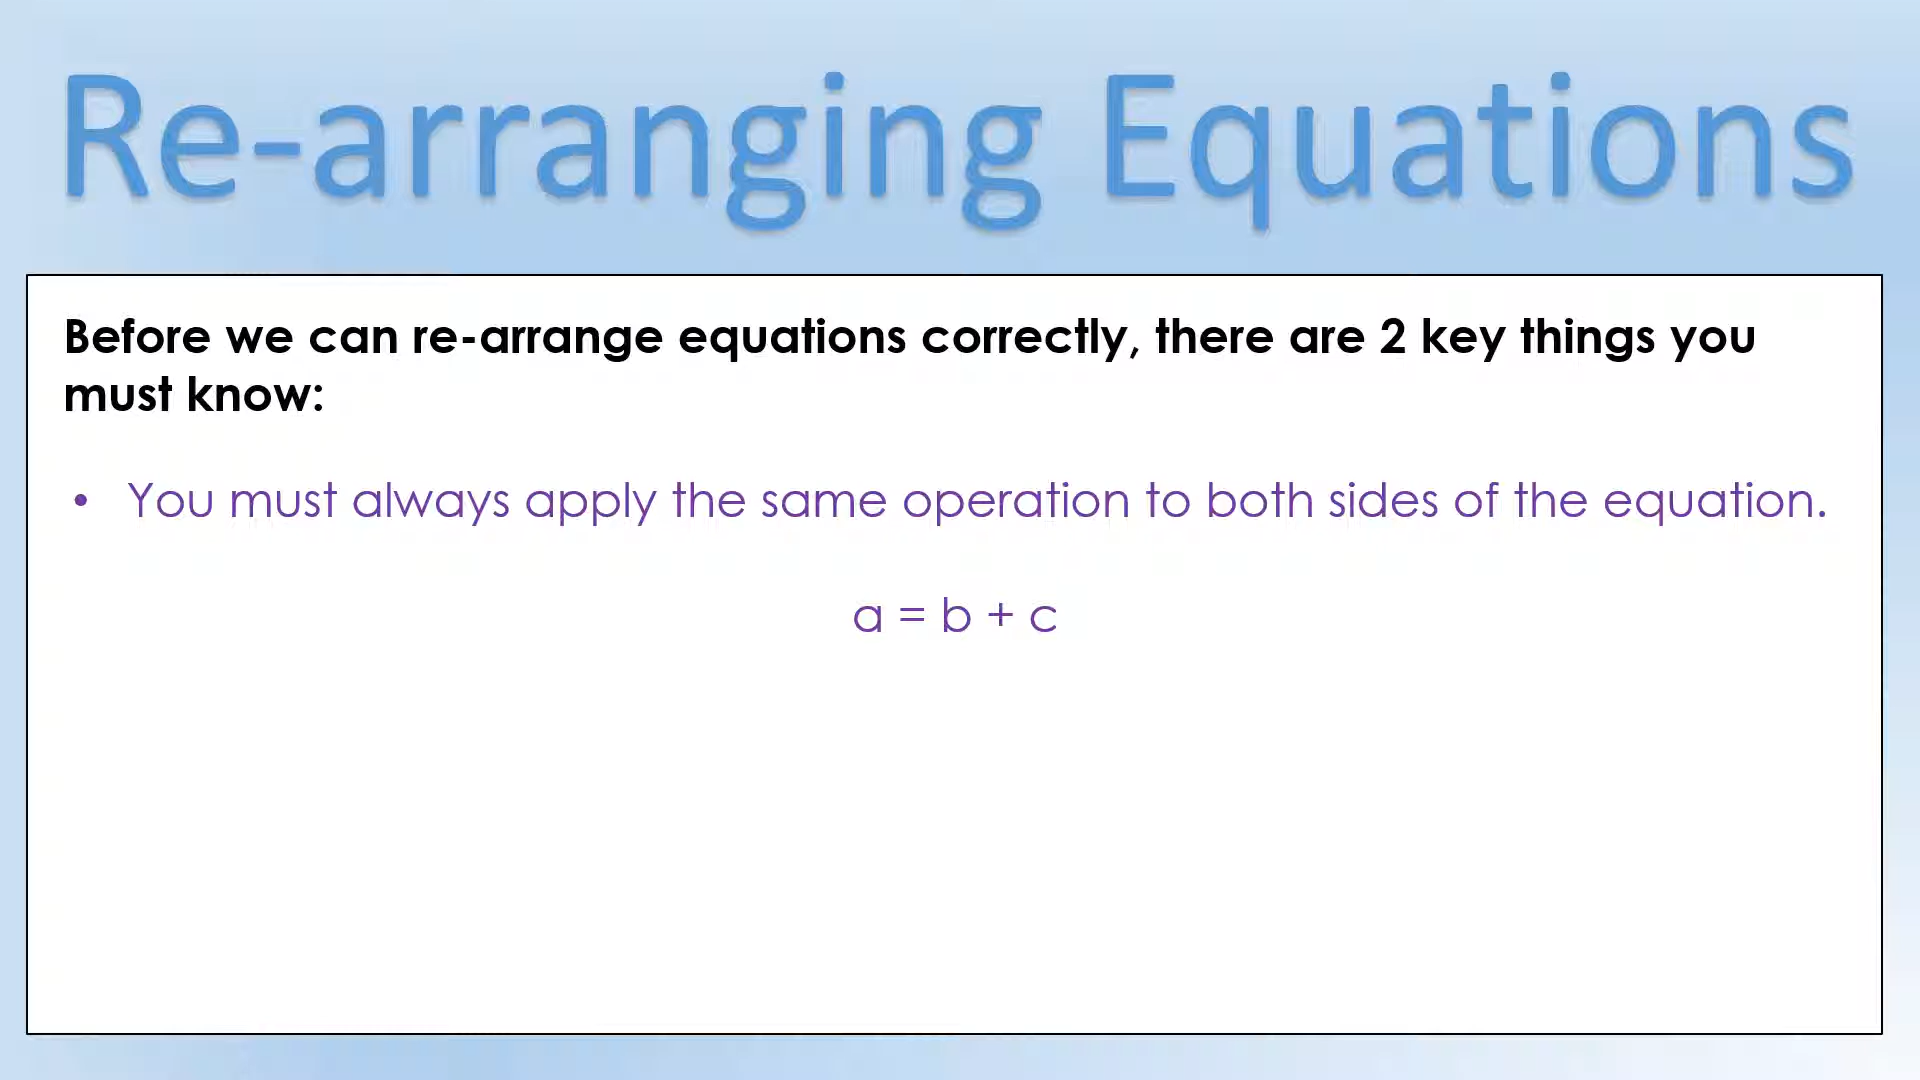 Re-arranging Equations
Before we can re-arrange equations correctly, there are 2 key things you
must know:
• You must always apply the same operation to both sides of the equation.
a = b + c